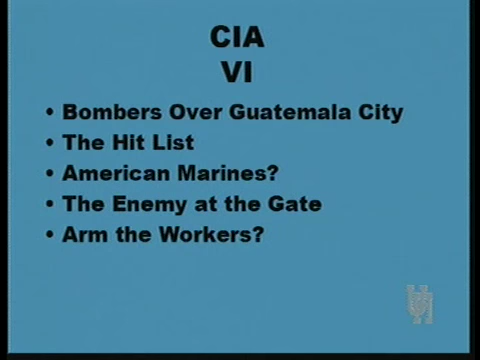 CIA
VI
• Bombers Over Guatemala City
• The Hit List
• American Marines?
• The Enemy at the Gate
• Arm the Workers?